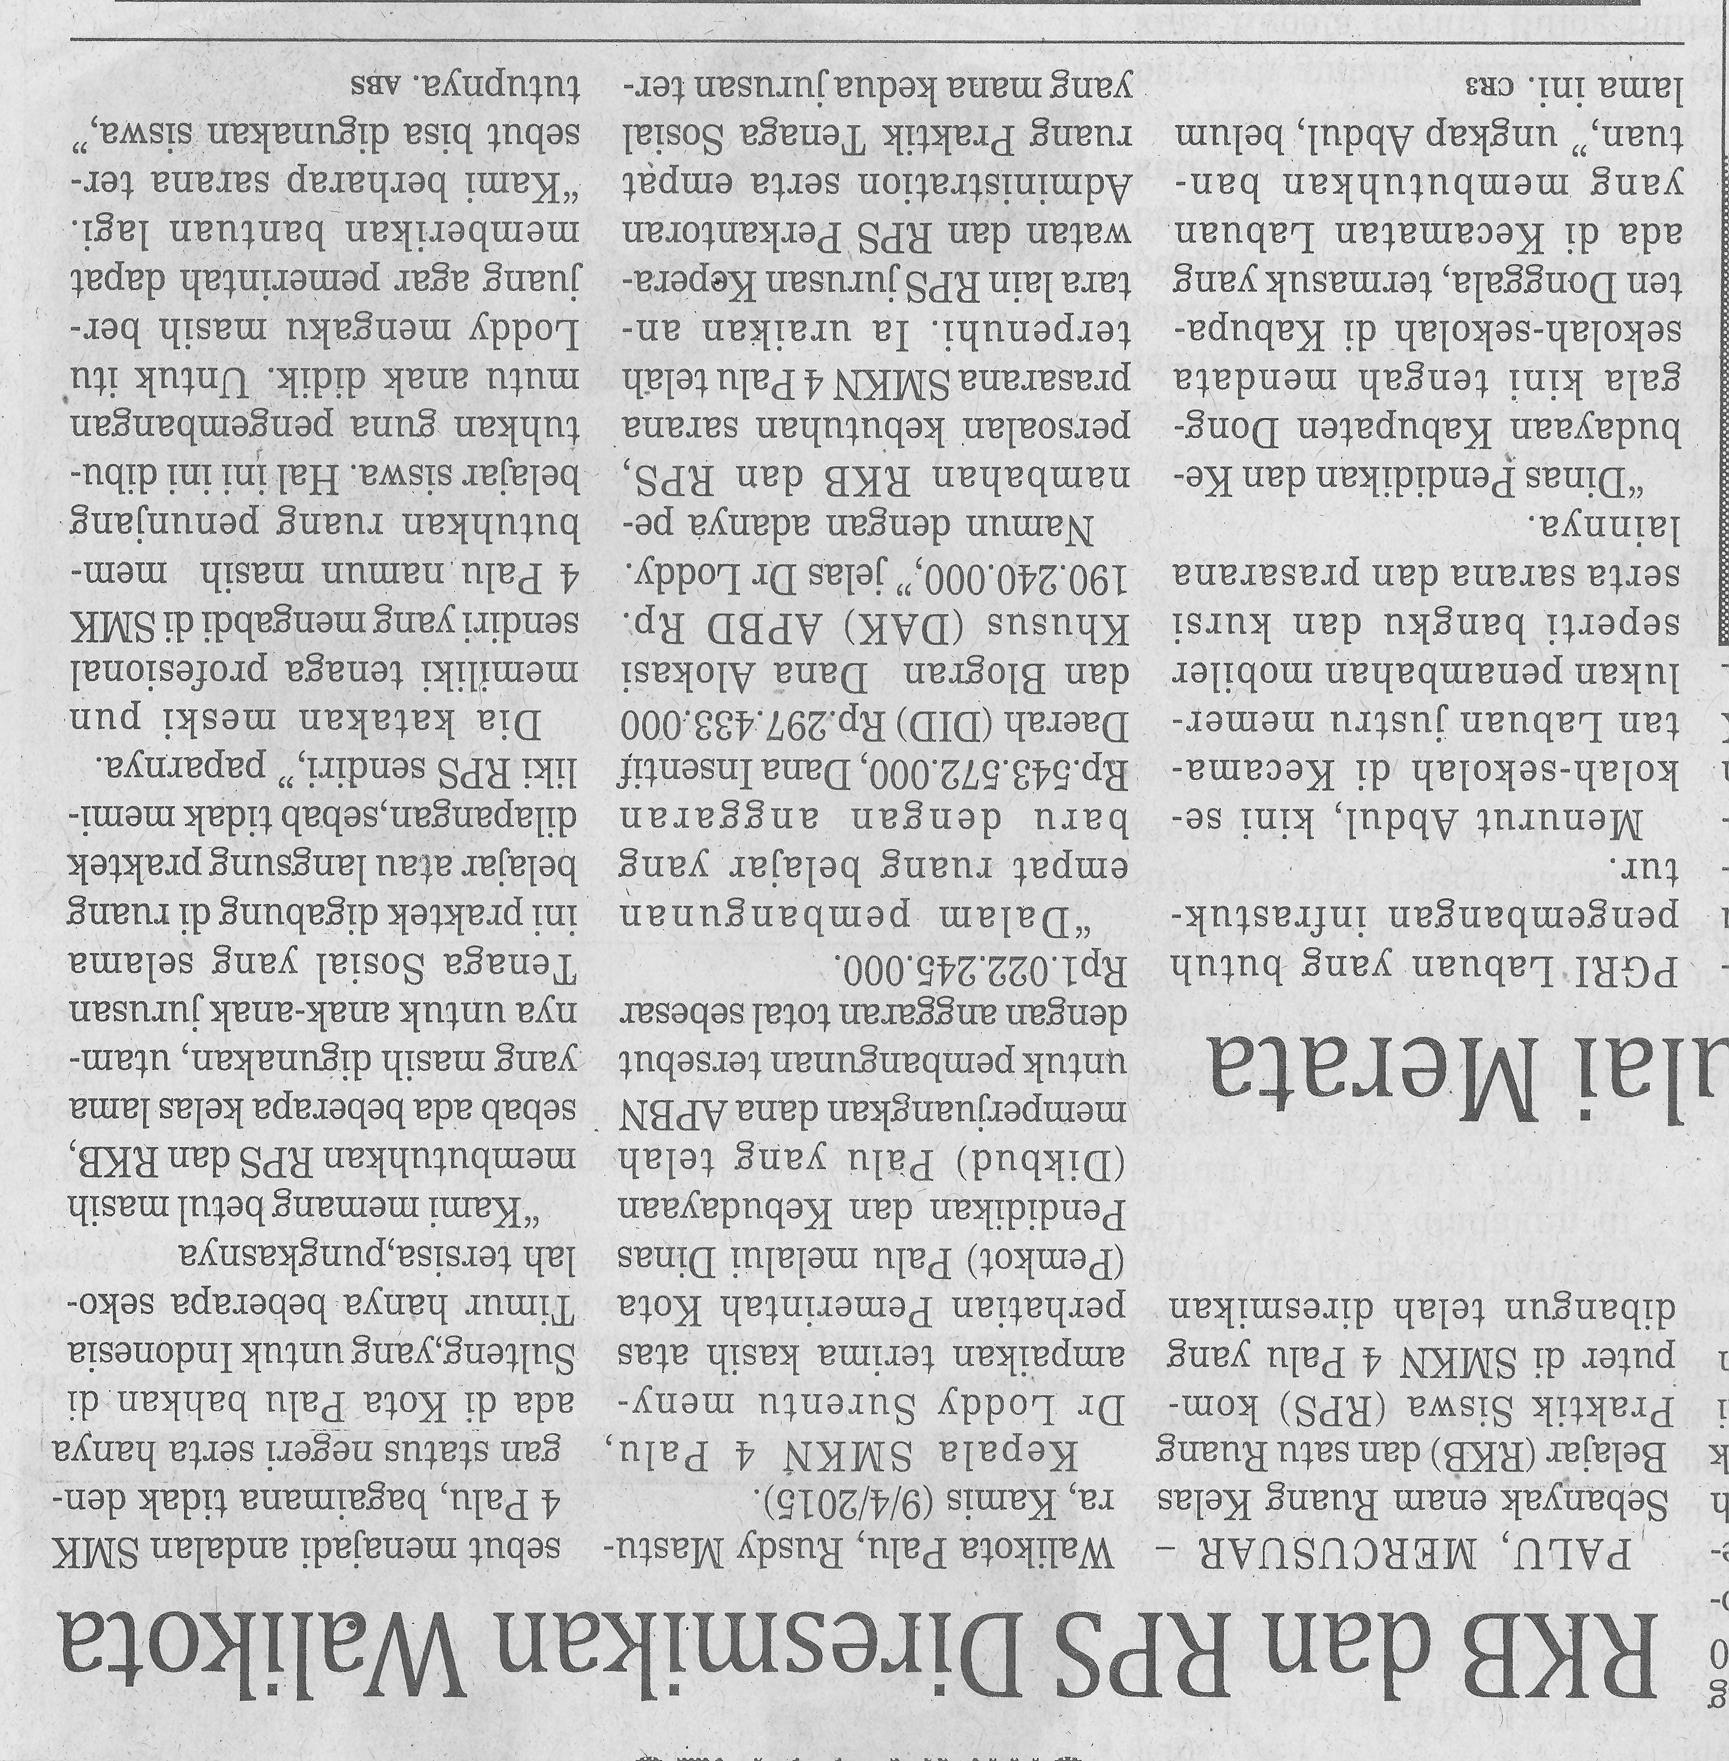 RKB dan RPS Diresmikan Walikota
PALU, MERCUSUAR –
Sebanyak enam Ruang Kelas
Belajar (RKB) dan satu Ruang
Praktik Siswa (RPS) kom-
puter di SMKN 4 Palu yang
dibangun telah diresmikan
Walikota Palu, Rusdy Mastu-
ra, Kamis (9/4/2015).
Kepala SMKN 4 Palu,
Dr Loddy Surentu meny-
ampaikan terima kasih atas
perhatian Pemerintah Kota
(Pemkot) Palu melalui Dinas
Pendidikan dan Kebudayaan
(Dikbud) Palu yang telah
memperjuangkan dana APBN
untuk pembangunan tersebut
dengan anggaran total sebesar
Rp1.022.245.000.
“Dalam pembangunan
empat ruang belajar yang
baru dengan anggaran
Rp.543.572.000, Dana Insentif
Daerah (DID) Rp.297.433.000
dan Blogran Dana Alokasi
Khusus (DAK) APBD Rp.
190.240.000,” jelas Dr Loddy.
Namun dengan adanya pe-
nambahan RKB dan RPS,
persoalan kebutuhan sarana
prasarana SMKN 4 Palu telah
terpenuhi. Ia uraikan an-
tara lain RPS jurusan Kepera-
watan dan RPS Perkantoran
Administration serta empat
ruang Praktik Tenaga Sosial
yang mana kedua jurusan ter-
sebut menajadi andalan SMK
4 Palu, bagaimana tidak den-
gan status negeri serta hanya
ada di Kota Palu bahkan di
Sulteng,yang untuk Indonesia
Timur hanya beberapa seko-
lah tersisa,pungkasnya
“Kami memang betul masih
membutuhkan RPS dan RKB,
sebab ada beberapa kelas lama
yang masih digunakan, utam-
nya untuk anak-anak jurusan
Tenaga Sosial yang selama
ini praktek digabung di ruang
belajar atau langsung praktek
dilapangan,sebab tidak memi-
liki RPS sendiri,” paparnya.
Dia katakan meski pun
memiliki tenaga profesional
sendiri yang mengabdi di SMK
4 Palu namun masih mem-
butuhkan ruang penunjang
belajar siswa. Hal ini ini dibu-
tuhkan guna pengembangan
mutu anak didik. Untuk itu
Loddy mengaku masih ber-
juang agar pemerintah dapat
memberikan bantuan lagi.
“Kami berharap sarana ter-
sebut bisa digunakan siswa,”
tutupnya. ABS
ulai Merata
PGRI Labuan yang butuh
pengembangan infrastuk-
tur.
Menurut Abdul, kini se-
kolah-sekolah di Kecama-
tan Labuan justru memer-
lukan penambahan mobiler
seperti bangku dan kursi
serta sarana dan prasarana
lainnya.
“Dinas Pendidikan dan Ke-
budayaan Kabupaten Dong-
gala kini tengah mendata
sekolah-sekolah di Kabupa-
ten Donggala, termasuk yang
ada di Kecamatan Labuan
yang membutuhkan ban-
tuan,” ungkap Abdul, belum
lama ini. CR3